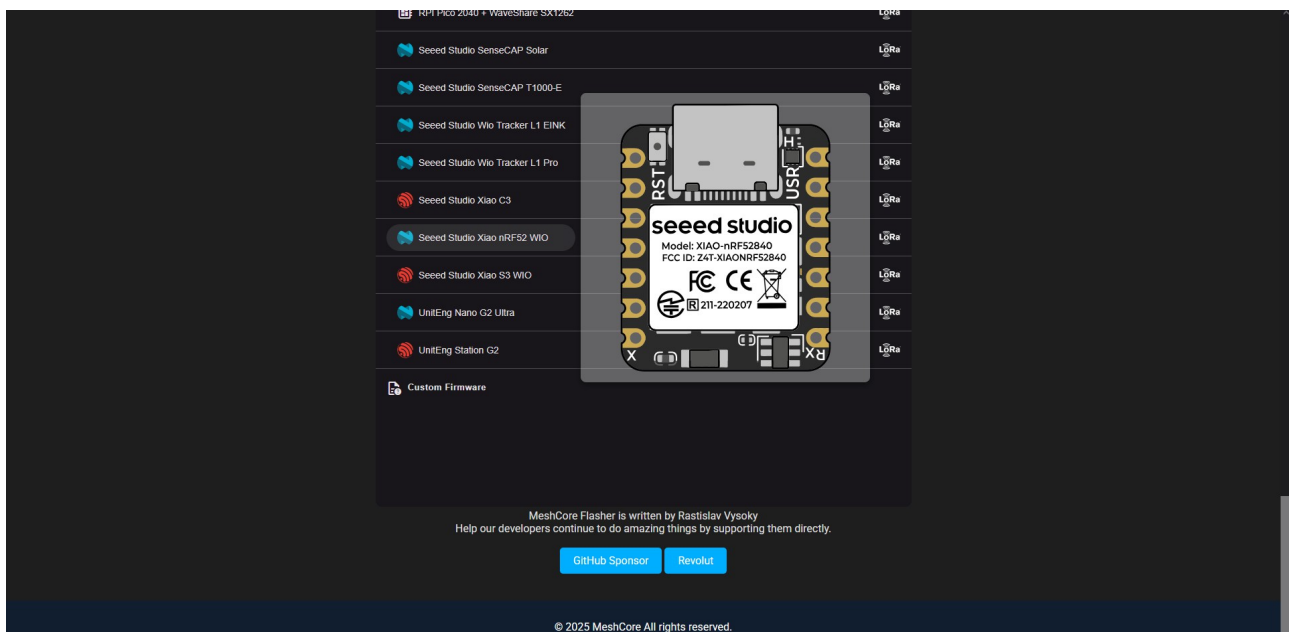 RPI Pico 2040 + WaveShare SX1262 LoRa
Seeed Studio SenseCAP Solar LoRa
Seeed Studio SenseCAP T1000-E LoRa
Seeed Studio Wio Tracker L1 EINK LoRa
Seeed Studio Wio Tracker L1 Pro LoRa
Seeed Studio Xiao C3 LoRa
Seeed Studio Xiao nRF52 WIO LoRa
Seeed Studio Xiao S3 WIO LoRa
UnitEng Nano G2 Ultra LoRa
UnitEng Station G2 LoRa
Custom Firmware
H
RST
USR
seeed studio
Model: XIAO-nRF52840
FCC ID: Z4T-XIAONRF52840
FC CE
R 211-220207
X
RX
MeshCore Flasher is written by Rastislav Vysoky
Help our developers continue to do amazing things by supporting them directly.
GitHub Sponsor Revolut
© 2025 MeshCore All rights reserved.